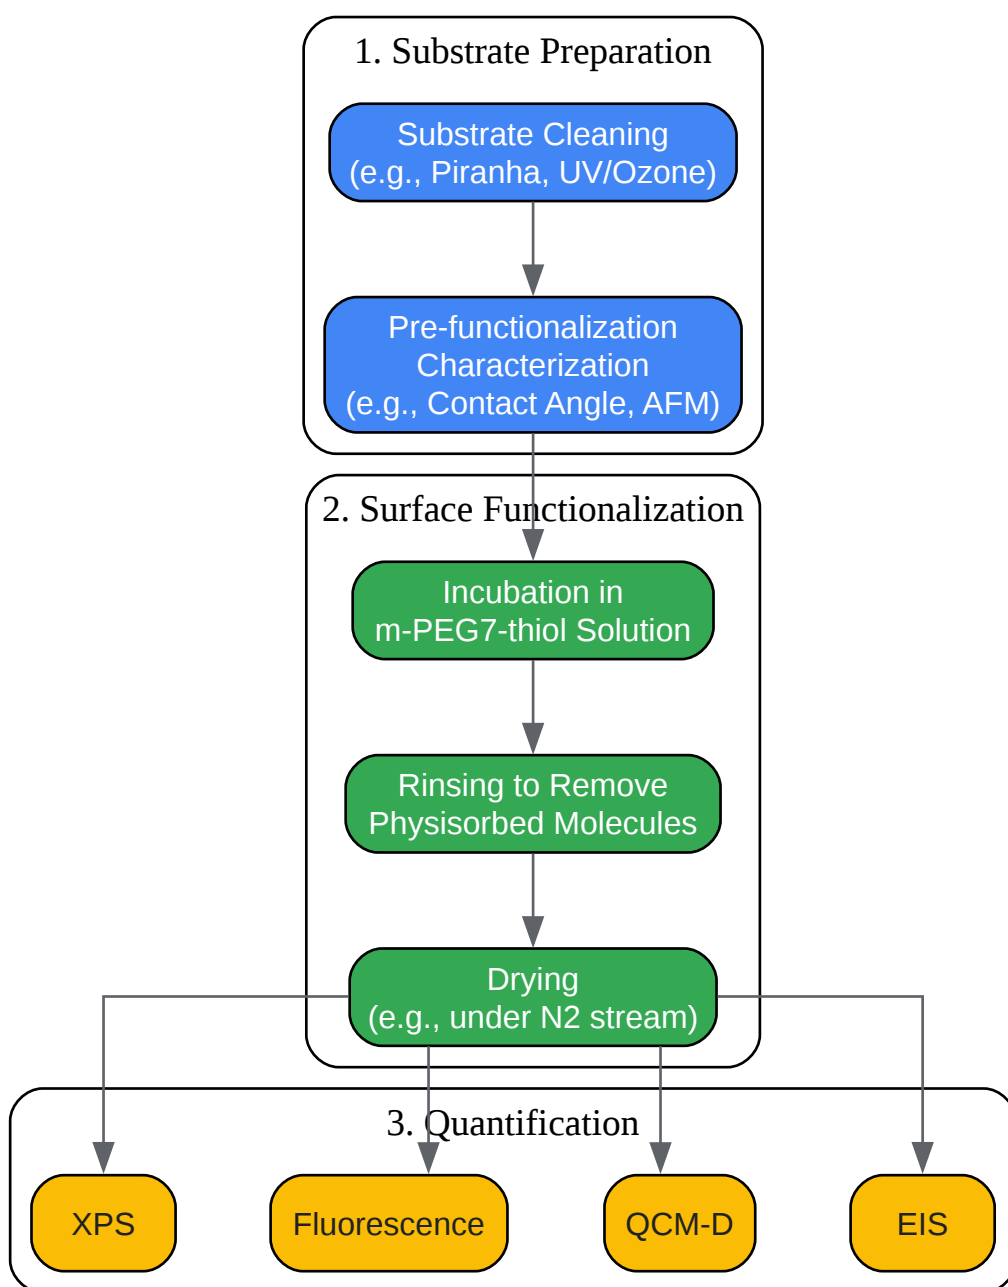 1. Substrate Preparation
Substrate Cleaning
(e.g., Piranha, UV/Ozone)
Pre-functionalization
Characterization
(e.g., Contact Angle, AFM)
2. Surface Functionalization
Incubation in
m-PEG7-thiol Solution
Rinsing to Remove
Physisorbed Molecules
Drying
(e.g., under N2 stream)
3. Quantification
XPS
Fluorescence
QCM-D
EIS